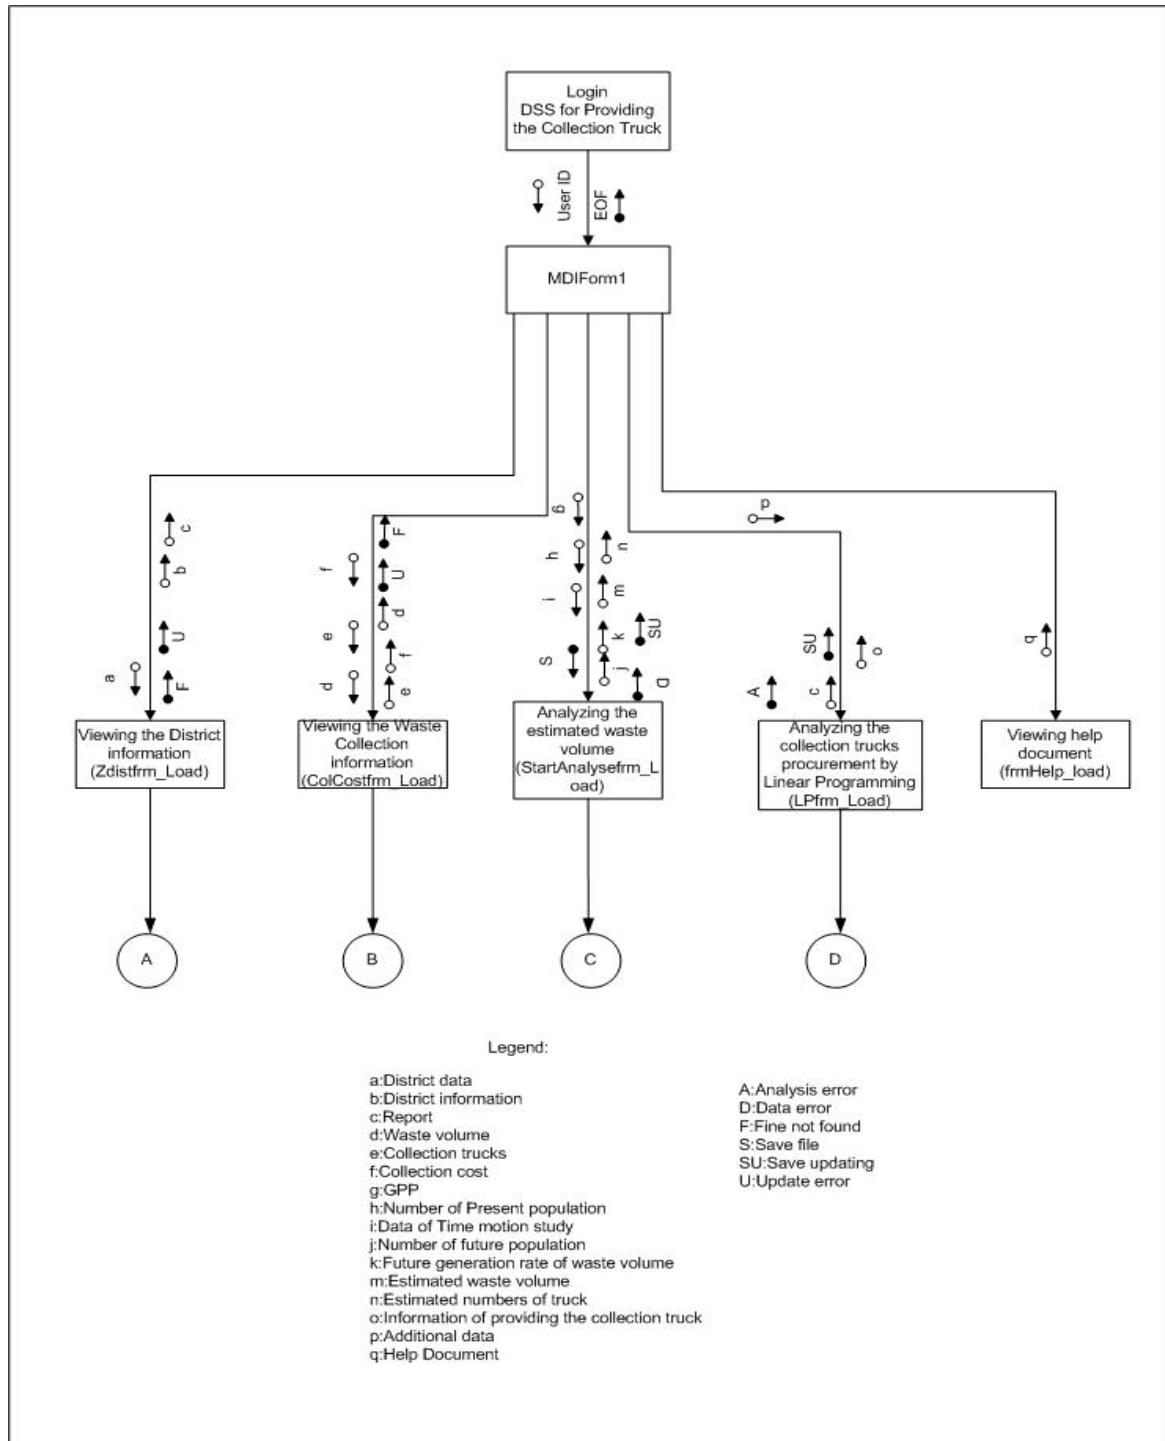 Login
DSS for Providing
the Collection Truck
User ID
EOF
MDIForm1
c
b
U
a
F
f
e
d
F
U
d
f
e
g
h
i
S
n
m
k
j
SU
D
p
SU
o
A
c
q
Viewing the District
information
(Zdistfrm_Load)
Viewing the Waste
Collection
information
(ColCostfrm_Load)
Analyzing the
estimated waste
volume
(StartAnalysefrm_L
oad)
Analyzing the
collection trucks
procurement by
Linear Programming
(LPfrm_Load)
Viewing help
document
(frmHelp_load)
A
B
C
D
Legend:
a:District data
b:District information
c:Report
d:Waste volume
e:Collection trucks
f:Collection cost
g:GPP
h:Number of Present population
i:Data of Time motion study
j:Number of future population
k:Future generation rate of waste volume
m:Estimated waste volume
n:Estimated numbers of truck
o:Information of providing the collection truck
p:Additional data
q:Help Document
A:Analysis error
D:Data error
F:Fine not found
S:Save file
SU:Save updating
U:Update error